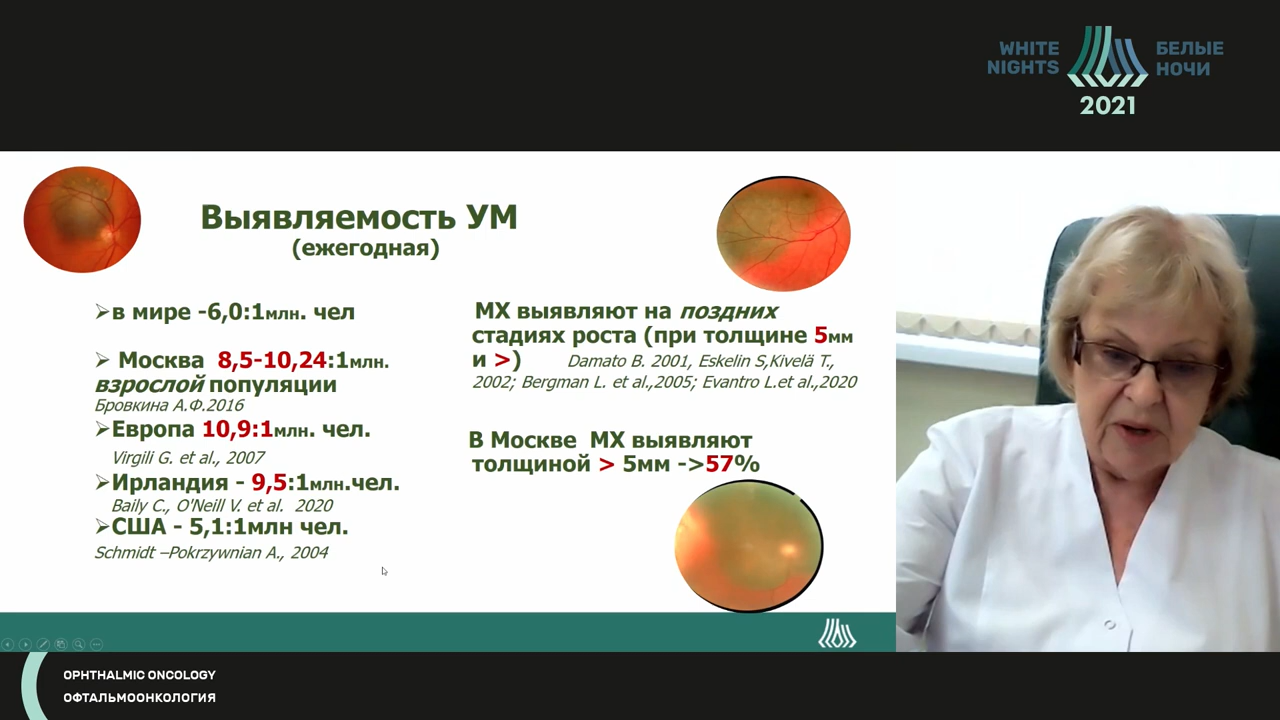 WHITE
NIGHTS
БЕЛЫЕ
НОЧИ
2021
Выявляемость УМ
(ежегодная)
➢в мире -6,0:1млн. чел
➢ Москва 8,5-10,24:1млн.
взрослой популяции
Бровкина А.Ф.2016
➢Европа 10,9:1млн. чел.
Virgili G. et al., 2007
➢Ирландия - 9,5:1млн.чел.
Baily C., O’Neill V. et al. 2020
➢США - 5,1:1млн чел.
Schmidt –Pokrzywnian A., 2004
МХ выявляют на поздних
стадиях роста (при толщине 5мм
и >) Damato B. 2001, Eskelin S,Kivelä T.,
2002; Bergman L. et al.,2005; Evantro L.et al.,2020
В Москве МХ выявляют
толщиной > 5мм ->57%
OPHTHALMIC ONCOLOGY
ОФТАЛЬМООНКОЛОГИЯ